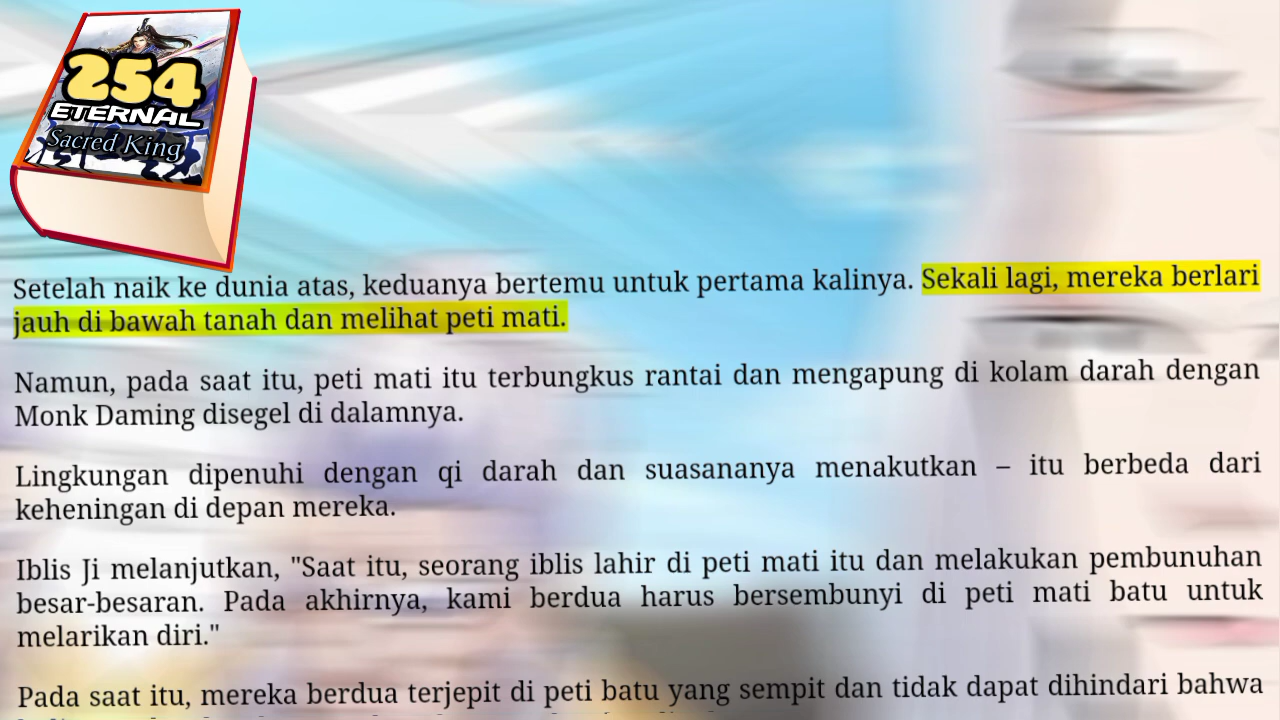 254
ETERNAL
Sacred King
Setelah naik ke dunia atas, keduanya bertemu untuk pertama kalinya. Sekali lagi, mereka berlari
jauh di bawah tanah dan melihat peti mati.
Namun, pada saat itu, peti mati itu terbungkus rantai dan mengapung di kolam darah dengan
Monk Daming disegel di dalamnya.
Lingkungan dipenuhi dengan qi darah dan suasananya menakutkan – itu berbeda dari
keheningan di depan mereka.
Iblis Ji melanjutkan, "Saat itu, seorang iblis lahir di peti mati itu dan melakukan pembunuhan
besar-besaran. Pada akhirnya, kami berdua harus bersembunyi di peti mati batu untuk
melarikan diri."
Pada saat itu, mereka berdua terjepit di peti batu yang sempit dan tidak dapat dihindari bahwa